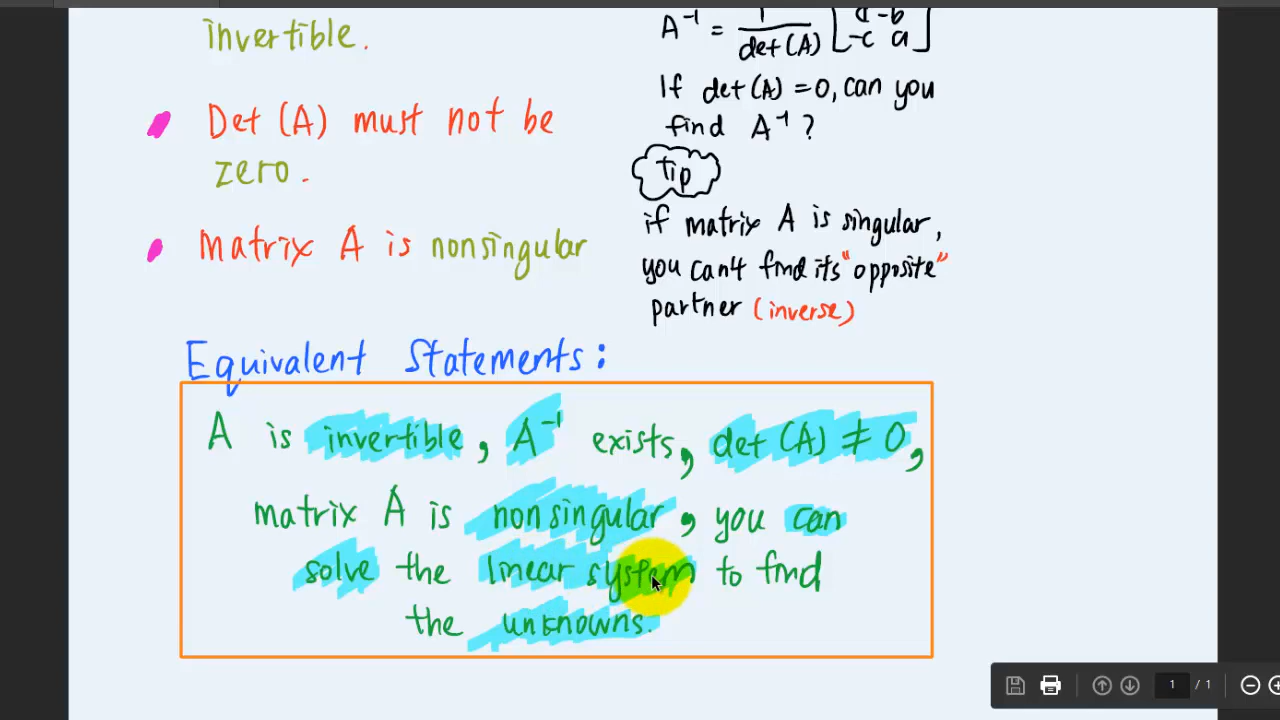 invertible.
Det (A) must not be
zero.
Matrix A is nonsingular
A⁻¹ = 1/det(A) [d -b
-c a]
If det (A) = 0, can you
find A⁻¹ ?
tip
if matrix A is singular,
you can't find its "opposite"
partner (inverse)
Equivalent Statements:
A is invertible, A⁻¹ exists, det (A) ≠ 0,
matrix A is nonsingular, you can
solve the linear system to find
the unknowns.
1 / 1